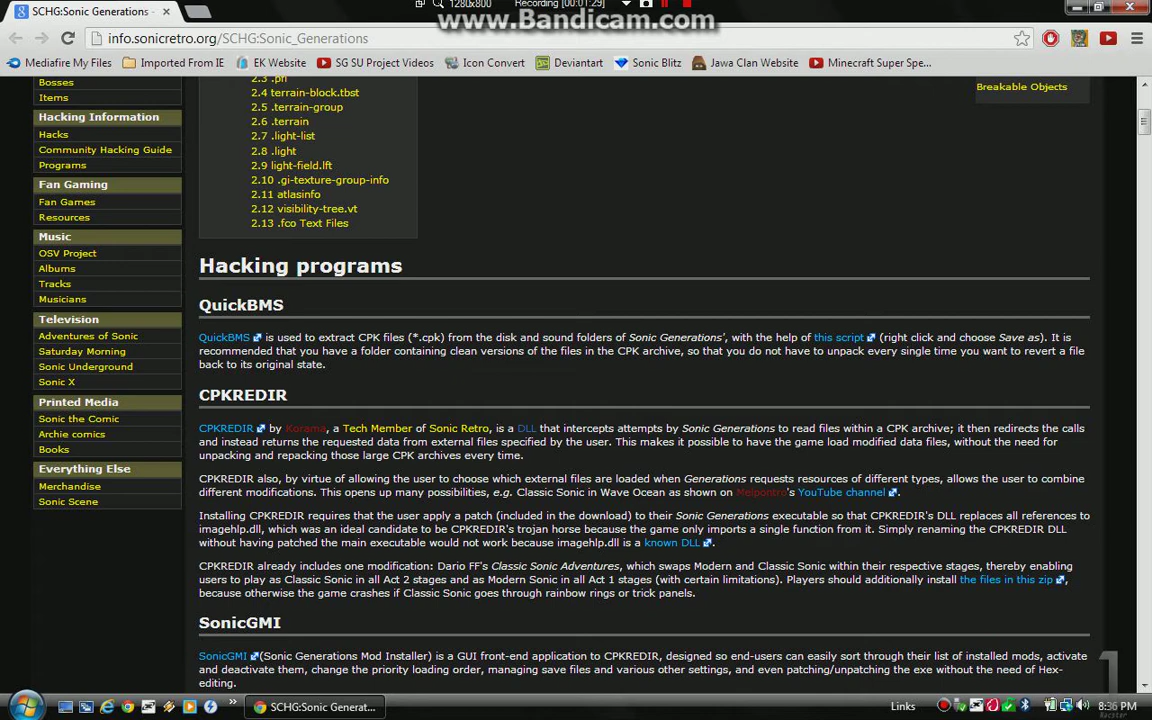 1280x800
Recording [00:01:29]
www.Bandicam.com
SCHG:Sonic Generations -
info.sonicretro.org/SCHG:Sonic_Generations
Mediafire My Files
Imported From IE
EK Website
SG SU Project Videos
Icon Convert
Deviantart
Sonic Blitz
Java Clan Website
Minecraft Super Spe...
Bosses
Items
Hacking Information
Hacks
Community Hacking Guide
Programs
Fan Gaming
Fan Games
Resources
Music
OSV Project
Albums
Tracks
Musicians
Television
Adventures of Sonic
Saturday Morning
Sonic Underground
Sonic X
Printed Media
Sonic the Comic
Archie comics
Books
Everything Else
Merchandise
Sonic Scene
2.3 .pfi
2.4 terrain-block.tbst
2.5 .terrain-group
2.6 .terrain
2.7 .light-list
2.8 .light
2.9 light-field.lft
2.10 .gi-texture-group-info
2.11 atlasinfo
2.12 visibility-tree.vt
2.13 .fco Text Files
Breakable Objects
Hacking programs
QuickBMS
QuickBMS is used to extract CPK files (*.cpk) from the disk and sound folders of Sonic Generations', with the help of this script (right click and choose Save as). It is
recommended that you have a folder containing clean versions of the files in the CPK archive, so that you do not have to unpack every single time you want to revert a file
back to its original state.
CPKREDIR
CPKREDIR by Korama, a Tech Member of Sonic Retro, is a DLL that intercepts attempts by Sonic Generations to read files within a CPK archive; it then redirects the calls
and instead returns the requested data from external files specified by the user. This makes it possible to have the game load modified data files, without the need for
unpacking and repacking those large CPK archives every time.
CPKREDIR also, by virtue of allowing the user to choose which external files are loaded when Generations requests resources of different types, allows the user to combine
different modifications. This opens up many possibilities, e.g. Classic Sonic in Wave Ocean as shown on Melpontro's YouTube channel.
Installing CPKREDIR requires that the user apply a patch (included in the download) to their Sonic Generations executable so that CPKREDIR's DLL replaces all references to
imagehlp.dll, which was an ideal candidate to be CPKREDIR's trojan horse because the game only imports a single function from it. Simply renaming the CPKREDIR DLL
without having patched the main executable would not work because imagehlp.dll is a known DLL.
CPKREDIR already includes one modification: Dario FF's Classic Sonic Adventures, which swaps Modern and Classic Sonic within their respective stages, thereby enabling
users to play as Classic Sonic in all Act 2 stages and as Modern Sonic in all Act 1 stages (with certain limitations). Players should additionally install the files in this zip,
because otherwise the game crashes if Classic Sonic goes through rainbow rings or trick panels.
SonicGMI
SonicGMI (Sonic Generations Mod Installer) is a GUI front-end application to CPKREDIR, designed so end-users can easily sort through their list of installed mods, activate
and deactivate them, change the priority loading order, managing save files and various other settings, and even patching/unpatching the exe without the need of Hex-
editing.
SCHG:Sonic Generat...
Links
8:36 PM